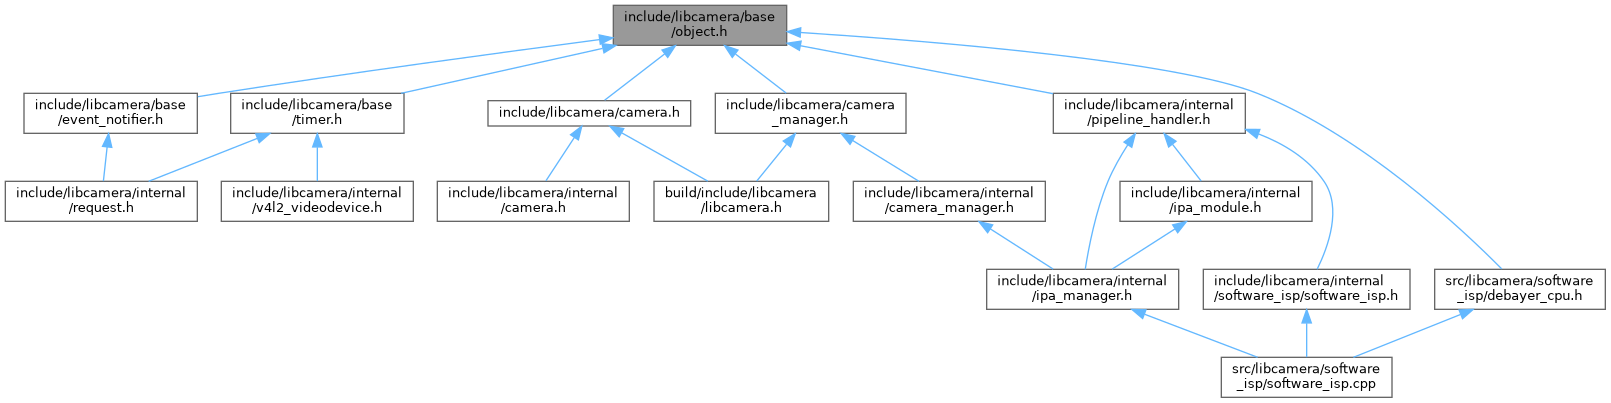 include/libcamera/base
/object.h
include/libcamera/base
/event_notifier.h
include/libcamera/base
/timer.h
include/libcamera/camera.h
include/libcamera/camera
_manager.h
include/libcamera/internal
/pipeline_handler.h
include/libcamera/internal
/request.h
include/libcamera/internal
/v4l2_videodevice.h
include/libcamera/internal
/camera.h
build/include/libcamera
/libcamera.h
include/libcamera/internal
/camera_manager.h
include/libcamera/internal
/ipa_module.h
include/libcamera/internal
/ipa_manager.h
include/libcamera/internal
/software_isp/software_isp.h
src/libcamera/software
_isp/debayer_cpu.h
src/libcamera/software
_isp/software_isp.cpp